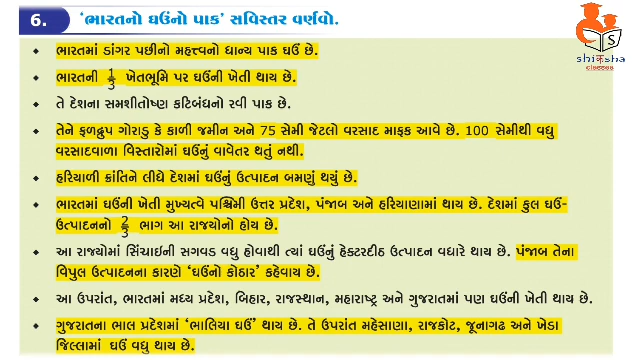 6. ‘ભારતનો ઘઉંનો પાક’ સવિસ્તર વર્ણવો.
shiકsha
classes
• ભારતમાં ડાંગર પછીનો મહત્ત્વનો ધાન્ય પાક ઘઉં છે.
• ભારતની 1/3 ખેતભૂમિ પર ઘઉંની ખેતી થાય છે.
• તે દેશના સમશીતોષ્ણ કટિબંધનો રવી પાક છે.
• તેને ફળદ્રુપ ગોરાડુ કે કાળી જમીન અને 75 સેમી જેટલો વરસાદ માફક આવે છે. 100 સેમીથી વધુ
વરસાદવાળા વિસ્તારોમાં ઘઉંનું વાવેતર થતું નથી.
• હરિયાળી ક્રાંતિને લીધે દેશમાં ઘઉંનું ઉત્પાદન બમણું થયું છે.
• ભારતમાં ઘઉંની ખેતી મુખ્યત્વે પશ્ચિમી ઉત્તર પ્રદેશ, પંજાબ અને હરિયાણામાં થાય છે. દેશમાં કુલ ઘઉં-
ઉત્પાદનનો 2/3 ભાગ આ રાજ્યોનો હોય છે.
• આ રાજ્યોમાં સિંચાઈની સગવડ વધુ હોવાથી ત્યાં ઘઉંનું હેક્ટરદીઠ ઉત્પાદન વધારે થાય છે. પંજાબ તેના
વિપુલ ઉત્પાદનના કારણે ‘ઘઉંનો કોઠાર’ કહેવાય છે.
• આ ઉપરાંત, ભારતમાં મધ્ય પ્રદેશ, બિહાર, રાજસ્થાન, મહારાષ્ટ્ર અને ગુજરાતમાં પણ ઘઉંની ખેતી થાય છે.
• ગુજરાતના ભાલ પ્રદેશમાં ‘ભાલિયા ઘઉં’ થાય છે. તે ઉપરાંત મહેસાણા, રાજકોટ, જૂનાગઢ અને ખેડા
જિલ્લામાં ઘઉં વધુ થાય છે.